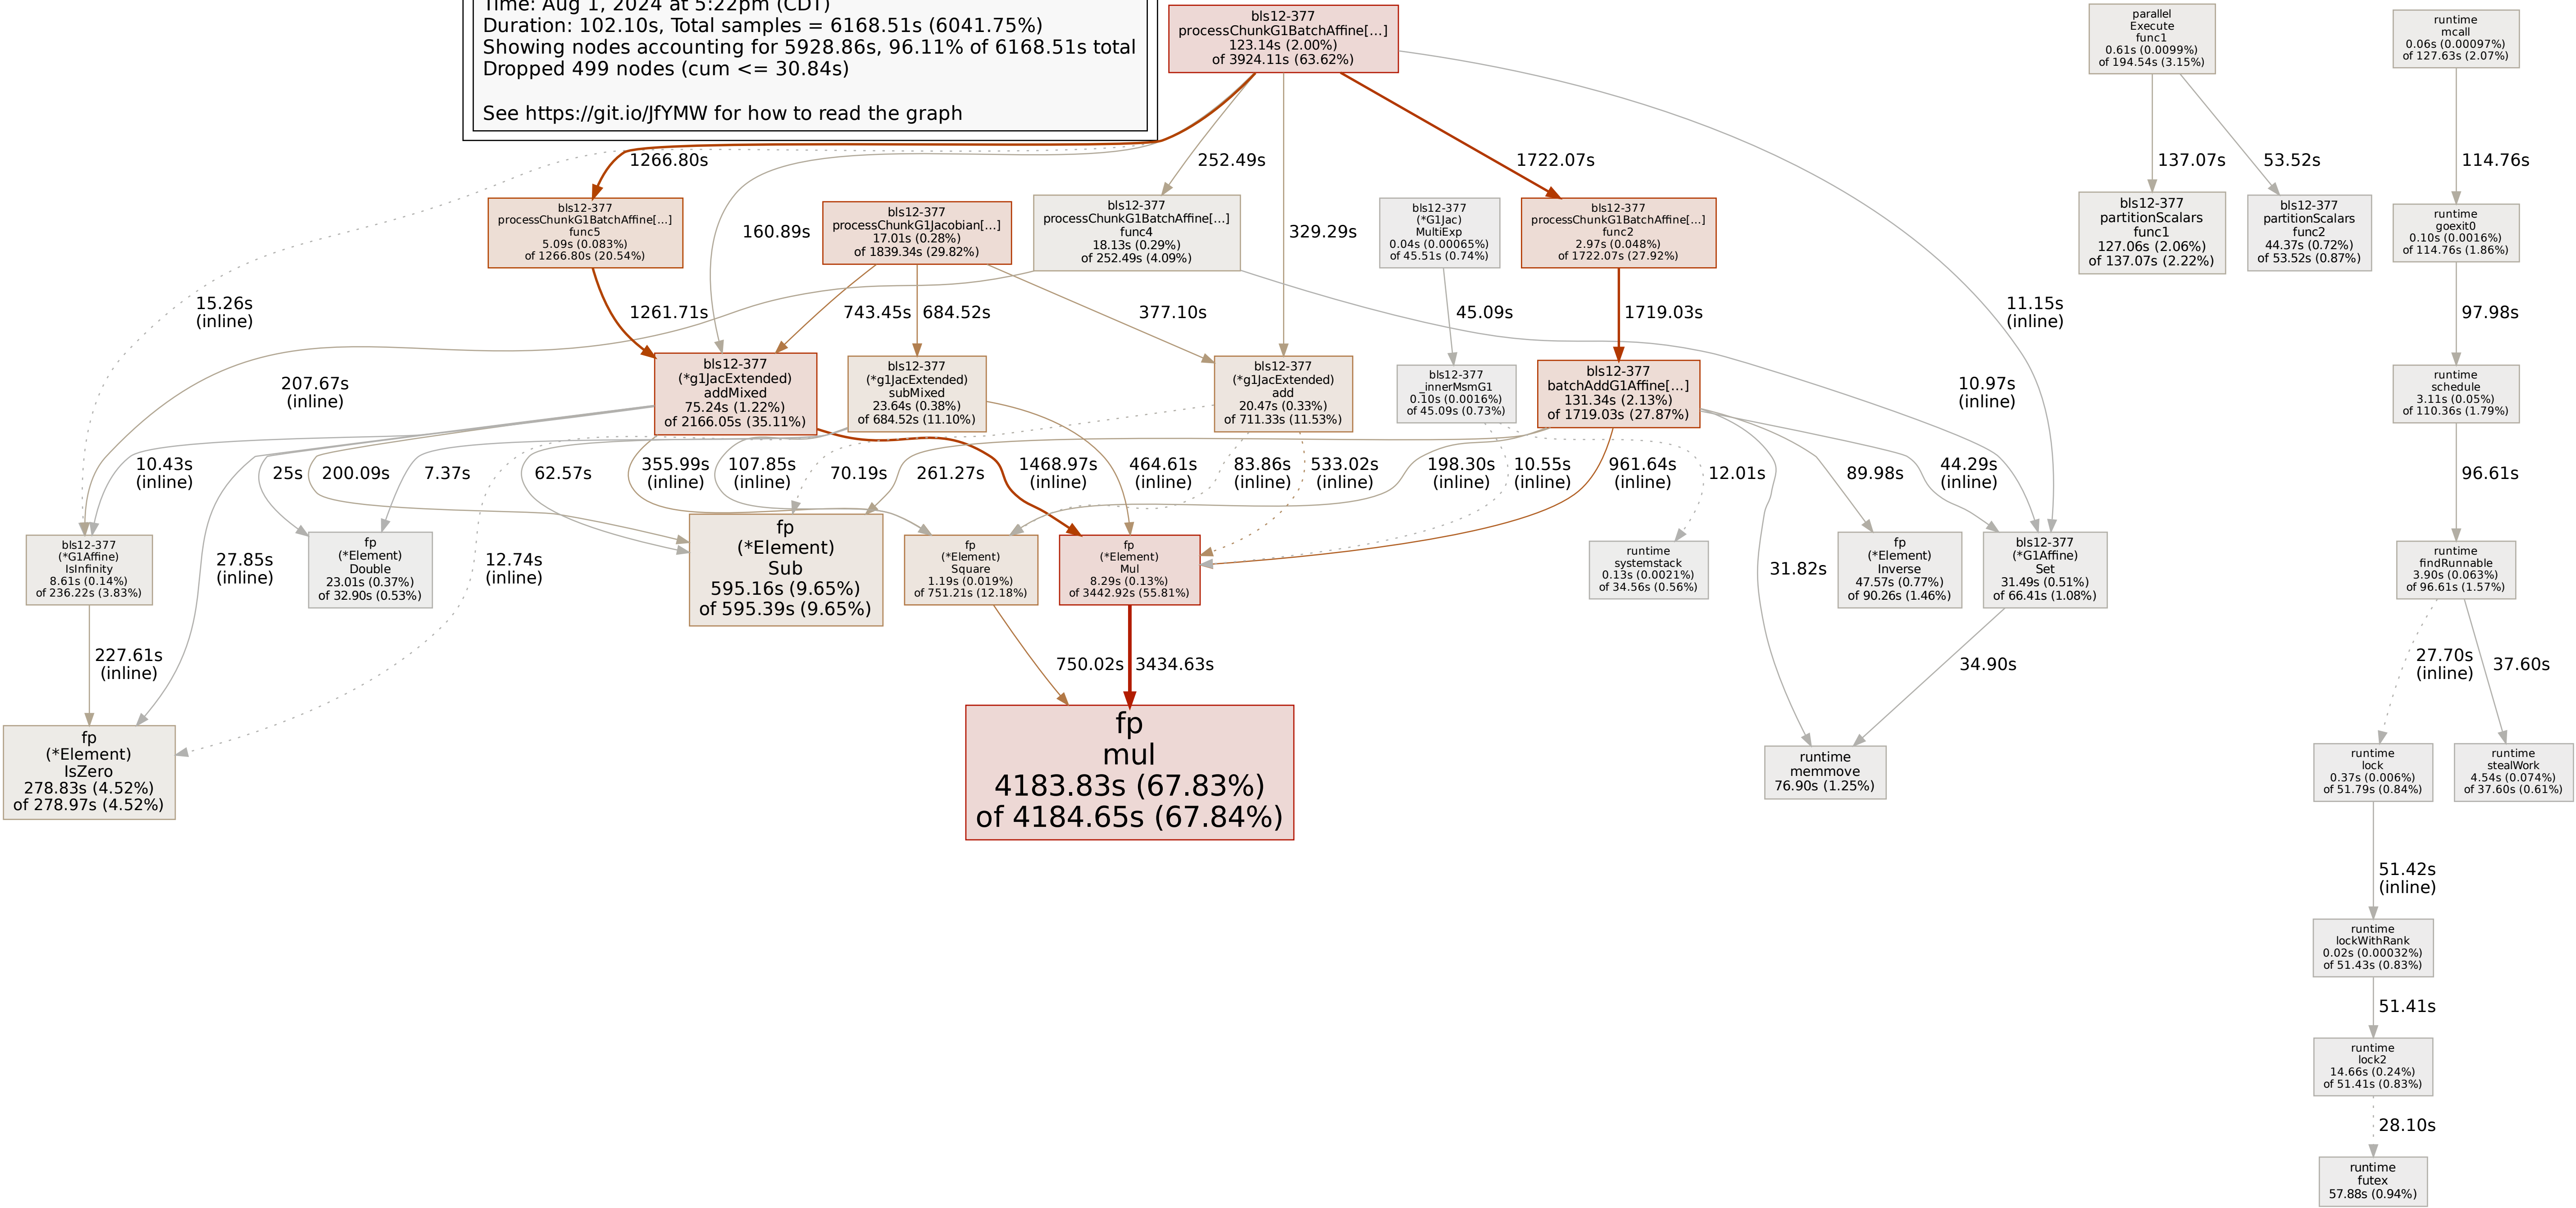 Time: Aug 1, 2024 at 5:22pm (CDT)
Duration: 102.10s, Total samples = 6168.51s (6041.75%)
Showing nodes accounting for 5928.86s, 96.11% of 6168.51s total
Dropped 499 nodes (cum <= 30.84s)
See https://git.io/JfYMW for how to read the graph
bls12-377
processChunkG1BatchAffine[…]
123.14s (2.00%)
of 3924.11s (63.62%)
parallel
Execute
func1
0.61s (0.0099%)
of 194.54s (3.15%)
runtime
mcall
0.06s (0.00097%)
of 127.63s (2.07%)
1266.80s
252.49s
1722.07s
137.07s
53.52s
114.76s
bls12-377
processChunkG1BatchAffine[…]
func5
5.09s (0.083%)
of 1266.80s (20.54%)
160.89s
bls12-377
processChunkG1Jacobian[…]
17.01s (0.28%)
of 1839.34s (29.82%)
bls12-377
processChunkG1BatchAffine[…]
func4
18.13s (0.29%)
of 252.49s (4.09%)
329.29s
bls12-377
(*G1Jac)
MultiExp
0.04s (0.00065%)
of 45.51s (0.74%)
bls12-377
processChunkG1BatchAffine[…]
func2
2.97s (0.048%)
of 1722.07s (27.92%)
bls12-377
partitionScalars
func1
127.06s (2.06%)
of 137.07s (2.22%)
bls12-377
partitionScalars
func2
44.37s (0.72%)
of 53.52s (0.87%)
runtime
goexit0
0.10s (0.0016%)
of 114.76s (1.86%)
15.26s
(inline)
1261.71s
743.45s
684.52s
377.10s
45.09s
1719.03s
11.15s
(inline)
97.98s
207.67s
(inline)
bls12-377
(*g1JacExtended)
addMixed
75.24s (1.22%)
of 2166.05s (35.11%)
bls12-377
(*g1JacExtended)
subMixed
23.64s (0.38%)
of 684.52s (11.10%)
bls12-377
(*g1JacExtended)
add
20.47s (0.33%)
of 711.33s (11.53%)
bls12-377
_innerMsmG1
0.10s (0.0016%)
of 45.09s (0.73%)
bls12-377
batchAddG1Affine[…]
131.34s (2.13%)
of 1719.03s (27.87%)
10.97s
(inline)
runtime
schedule
3.11s (0.05%)
of 110.36s (1.79%)
10.43s
(inline)
25s
200.09s
7.37s
62.57s
355.99s
(inline)
107.85s
(inline)
70.19s
261.27s
1468.97s
(inline)
464.61s
(inline)
83.86s
(inline)
533.02s
(inline)
198.30s
(inline)
10.55s
(inline)
961.64s
(inline)
12.01s
89.98s
44.29s
(inline)
96.61s
bls12-377
(*G1Affine)
IsInfinity
8.61s (0.14%)
of 236.22s (3.83%)
27.85s
(inline)
fp
(*Element)
Double
23.01s (0.37%)
of 32.90s (0.53%)
12.74s
(inline)
fp
(*Element)
Sub
595.16s (9.65%)
of 595.39s (9.65%)
fp
(*Element)
Square
1.19s (0.019%)
of 751.21s (12.18%)
fp
(*Element)
Mul
8.29s (0.13%)
of 3442.92s (55.81%)
runtime
systemstack
0.13s (0.0021%)
of 34.56s (0.56%)
31.82s
fp
(*Element)
Inverse
47.57s (0.77%)
of 90.26s (1.46%)
bls12-377
(*G1Affine)
Set
31.49s (0.51%)
of 66.41s (1.08%)
runtime
findRunnable
3.90s (0.063%)
of 96.61s (1.57%)
227.61s
(inline)
750.02s
3434.63s
34.90s
27.70s
(inline)
37.60s
fp
(*Element)
IsZero
278.83s (4.52%)
of 278.97s (4.52%)
fp
mul
4183.83s (67.83%)
of 4184.65s (67.84%)
runtime
memmove
76.90s (1.25%)
runtime
lock
0.37s (0.006%)
of 51.79s (0.84%)
runtime
stealWork
4.54s (0.074%)
of 37.60s (0.61%)
51.42s
(inline)
runtime
lockWithRank
0.02s (0.00032%)
of 51.43s (0.83%)
51.41s
runtime
lock2
14.66s (0.24%)
of 51.41s (0.83%)
28.10s
runtime
futex
57.88s (0.94%)